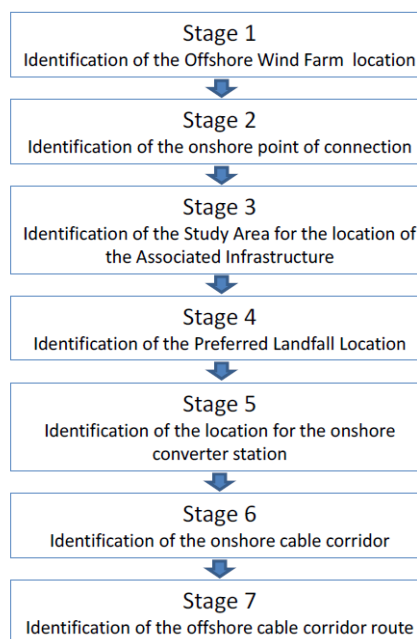 Stage 1
Identification of the Offshore Wind Farm location
Stage 2
Identification of the onshore point of connection
Stage 3
Identification of the Study Area for the location of
the Associated Infrastructure
Stage 4
Identification of the Preferred Landfall Location
Stage 5
Identification of the location for the onshore
converter station
Stage 6
Identification of the onshore cable corridor
Stage 7
Identification of the offshore cable corridor route